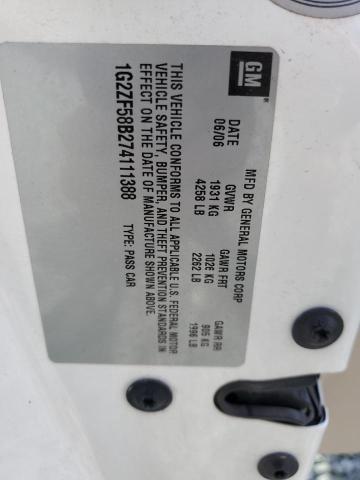 GM
MFD BY GENERAL MOTORS CORP
DATE GVWR GAWR FRT GAWR RR
06/06 1931 KG 1026 KG 905 KG
4258 LB 2262 LB 1996 LB
THIS VEHICLE CONFORMS TO ALL APPLICABLE U.S. FEDERAL MOTOR
VEHICLE SAFETY, BUMPER, AND THEFT PREVENTION STANDARDS IN
EFFECT ON THE DATE OF MANUFACTURE SHOWN ABOVE.
1G2ZF58B274111388 TYPE: PASS CAR